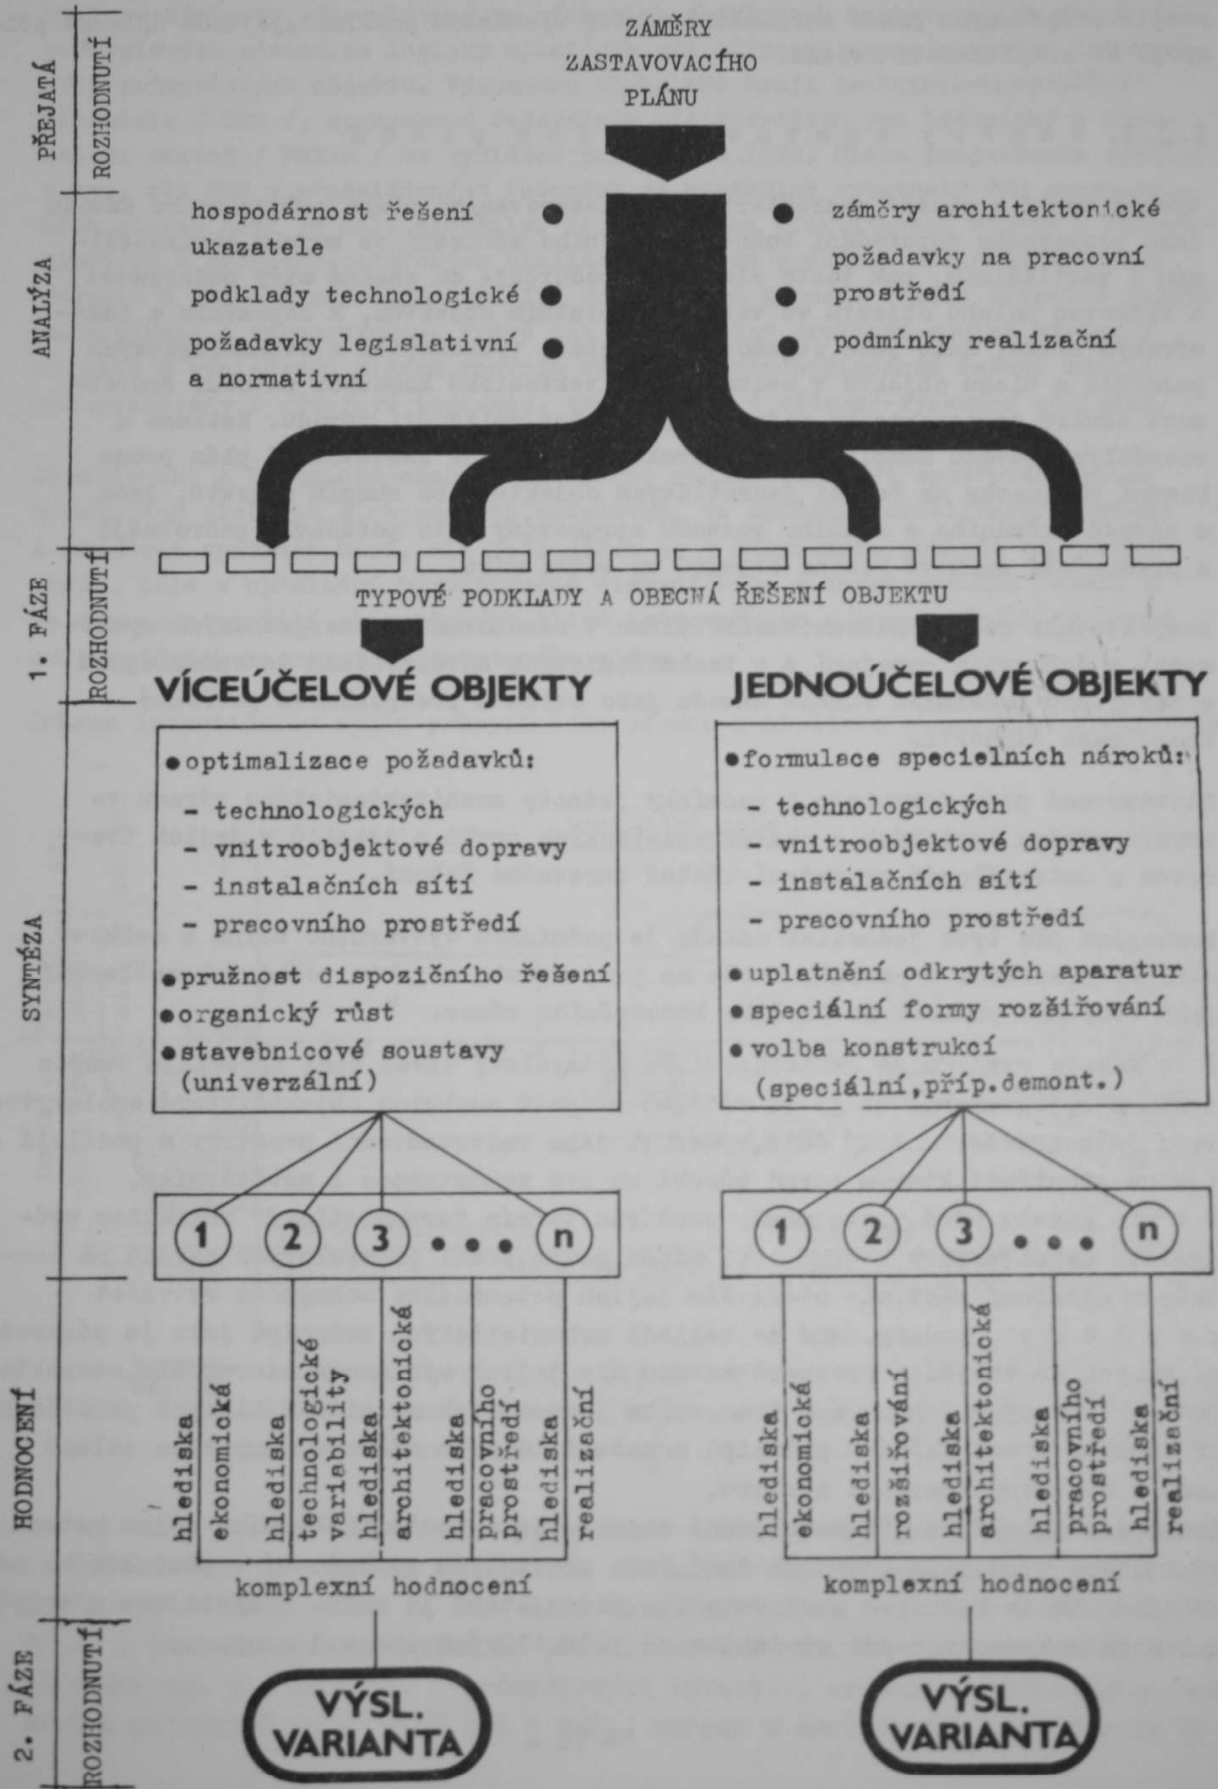 PŘEJATÁ
ROZHODNUTÍ
ZÁMĚRY
ZASTAVOVACÍHO
PLÁNU
ANALÝZA
hospodárnost řešení
ukazatele
podklady technologické
požadavky legislativní
a normativní
záměry architektonické
požadavky na pracovní
prostředí
podmínky realizační
1. FÁZE
ROZHODNUTÍ
TYPOVÉ PODKLADY A OBECNÁ ŘEŠENÍ OBJEKTU
VÍCEÚČELOVÉ OBJEKTY
JEDNOÚČELOVÉ OBJEKTY
SYNTÉZA
● optimalizace požadavků:
- technologických
- vnitroobjektové dopravy
- instalačních sítí
- pracovního prostředí
● pružnost dispozičního řešení
● organický růst
● stavebnicové soustavy
(univerzální)
● formulace specielních nároků:
- technologických
- vnitroobjektové dopravy
- instalačních sítí
- pracovního prostředí
● uplatnění odkrytých aparatur
● speciální formy rozšiřování
● volba konstrukcí
(speciální,příp.demont.)
1 2 3 ● ● ● n
1 2 3 ● ● ● n
HODNOCENÍ
hlediska
ekonomická
hlediska
technologické
variability
hlediska
architektonická
hlediska
pracovního
prostředí
hlediska
realizační
hlediska
ekonomická
hlediska
rozšiřování
hlediska
architektonická
hlediska
pracovního
prostředí
hlediska
realizační
komplexní hodnocení
komplexní hodnocení
2. FÁZE
ROZHODNUTÍ
VÝSL.
VARIANTA
VÝSL.
VARIANTA